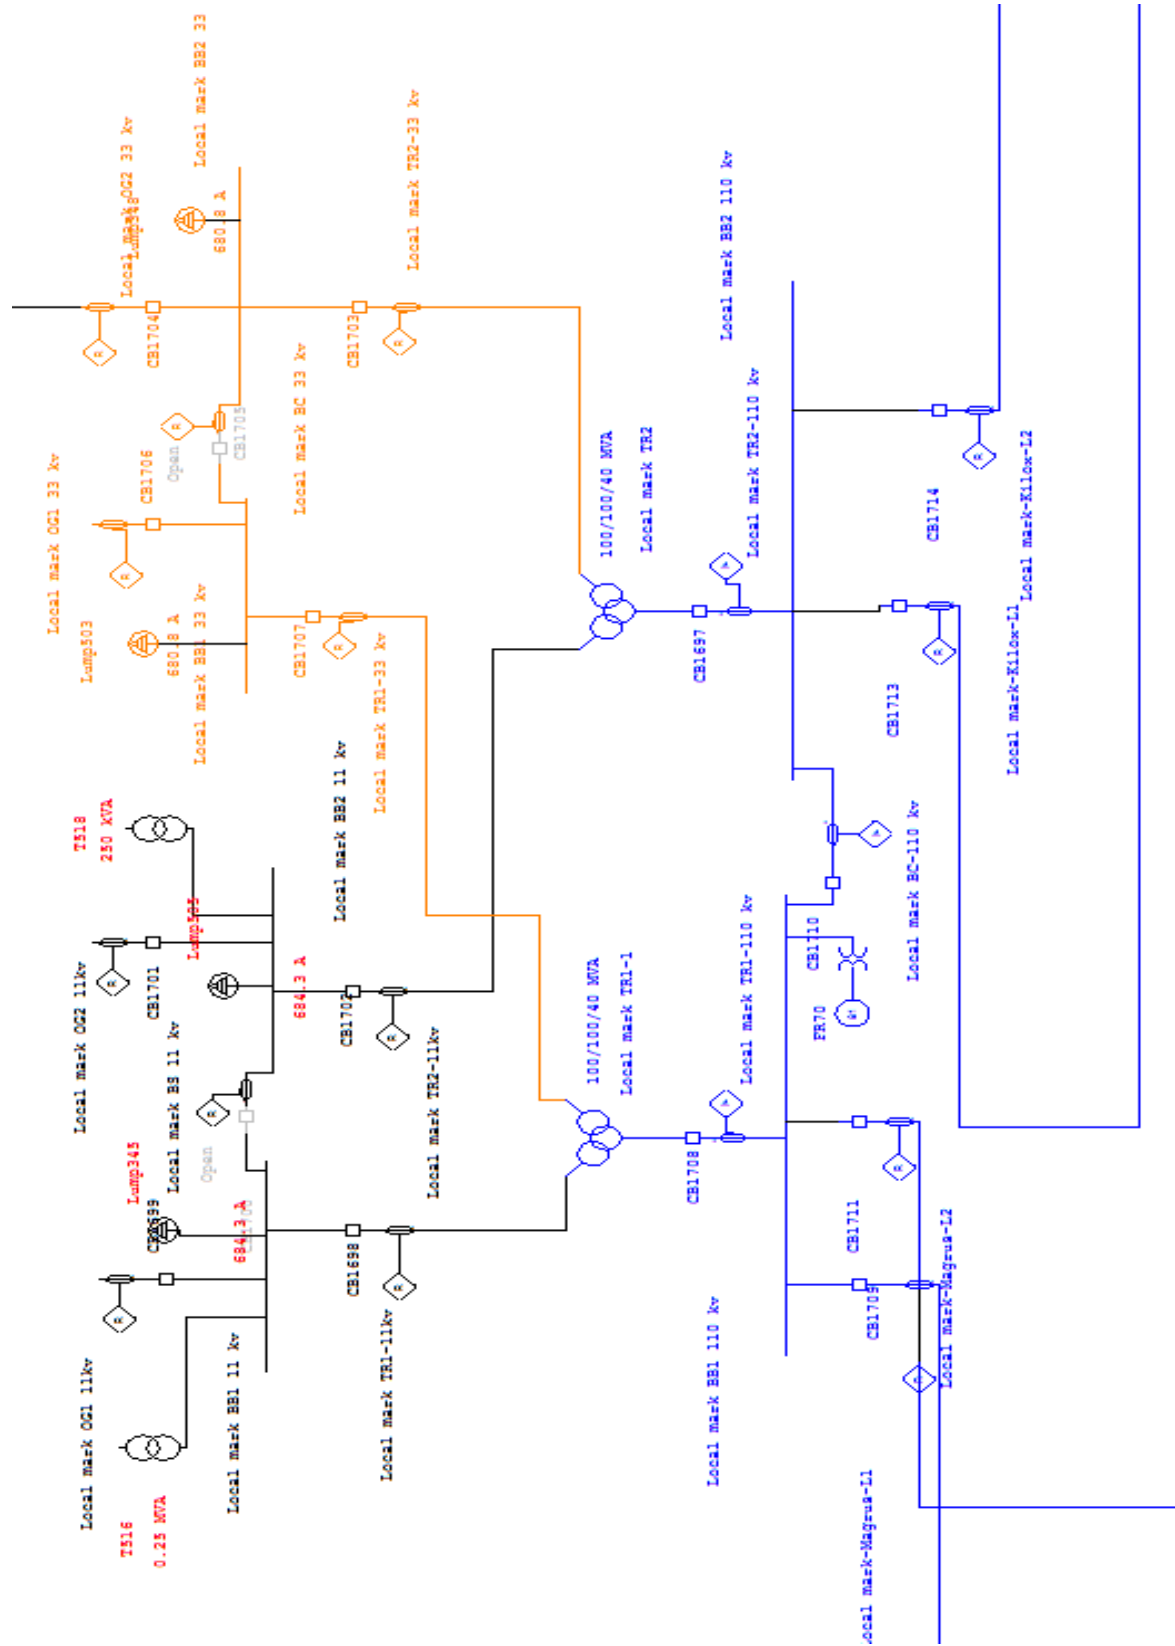 Local mark BB2 33
Local mark OG2 33 kv
680.8 A
Local mark TR2-33 kv
CB1704
CB1703
Local mark BC 33 kv
CB1705
Open
CB1706
Local mark OG1 33 kv
Lump503
680.8 A
Local mark BB1 33 kv
CB1707
Local mark TR1-33 kv
Local mark BB2 110 kv
Local mark TR2-110 kv
100/100/40 MVA
Local mark TR2
CB1697
CB1714
Local mark-Kilox-L2
CB1713
Local mark-Kilox-L1
T518
250 kVA
Local mark BB2 11 kv
CB1701
Local mark OG2 11kv
684.3 A
CB1702
Local mark TR2-11kv
Local mark BS 11 kv
Open
Local mark BC-110 kv
CB1710
FR70
Local mark TR1-110 kv
100/100/40 MVA
Local mark TR1-1
CB1708
Lump345
CB1699
684.3 A
CB1698
Local mark TR1-11kv
Local mark BB1 11 kv
Local mark OG1 11kv
T516
0.25 MVA
Local mark BB1 110 kv
CB1711
CB1709
Local mark-Magrua-L2
Local mark-Magrua-L1